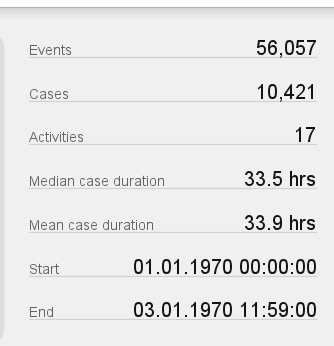 Events 56,057
Cases 10,421
Activities 17
Median case duration 33.5 hrs
Mean case duration 33.9 hrs
Start 01.01.1970 00:00:00
End 03.01.1970 11:59:00